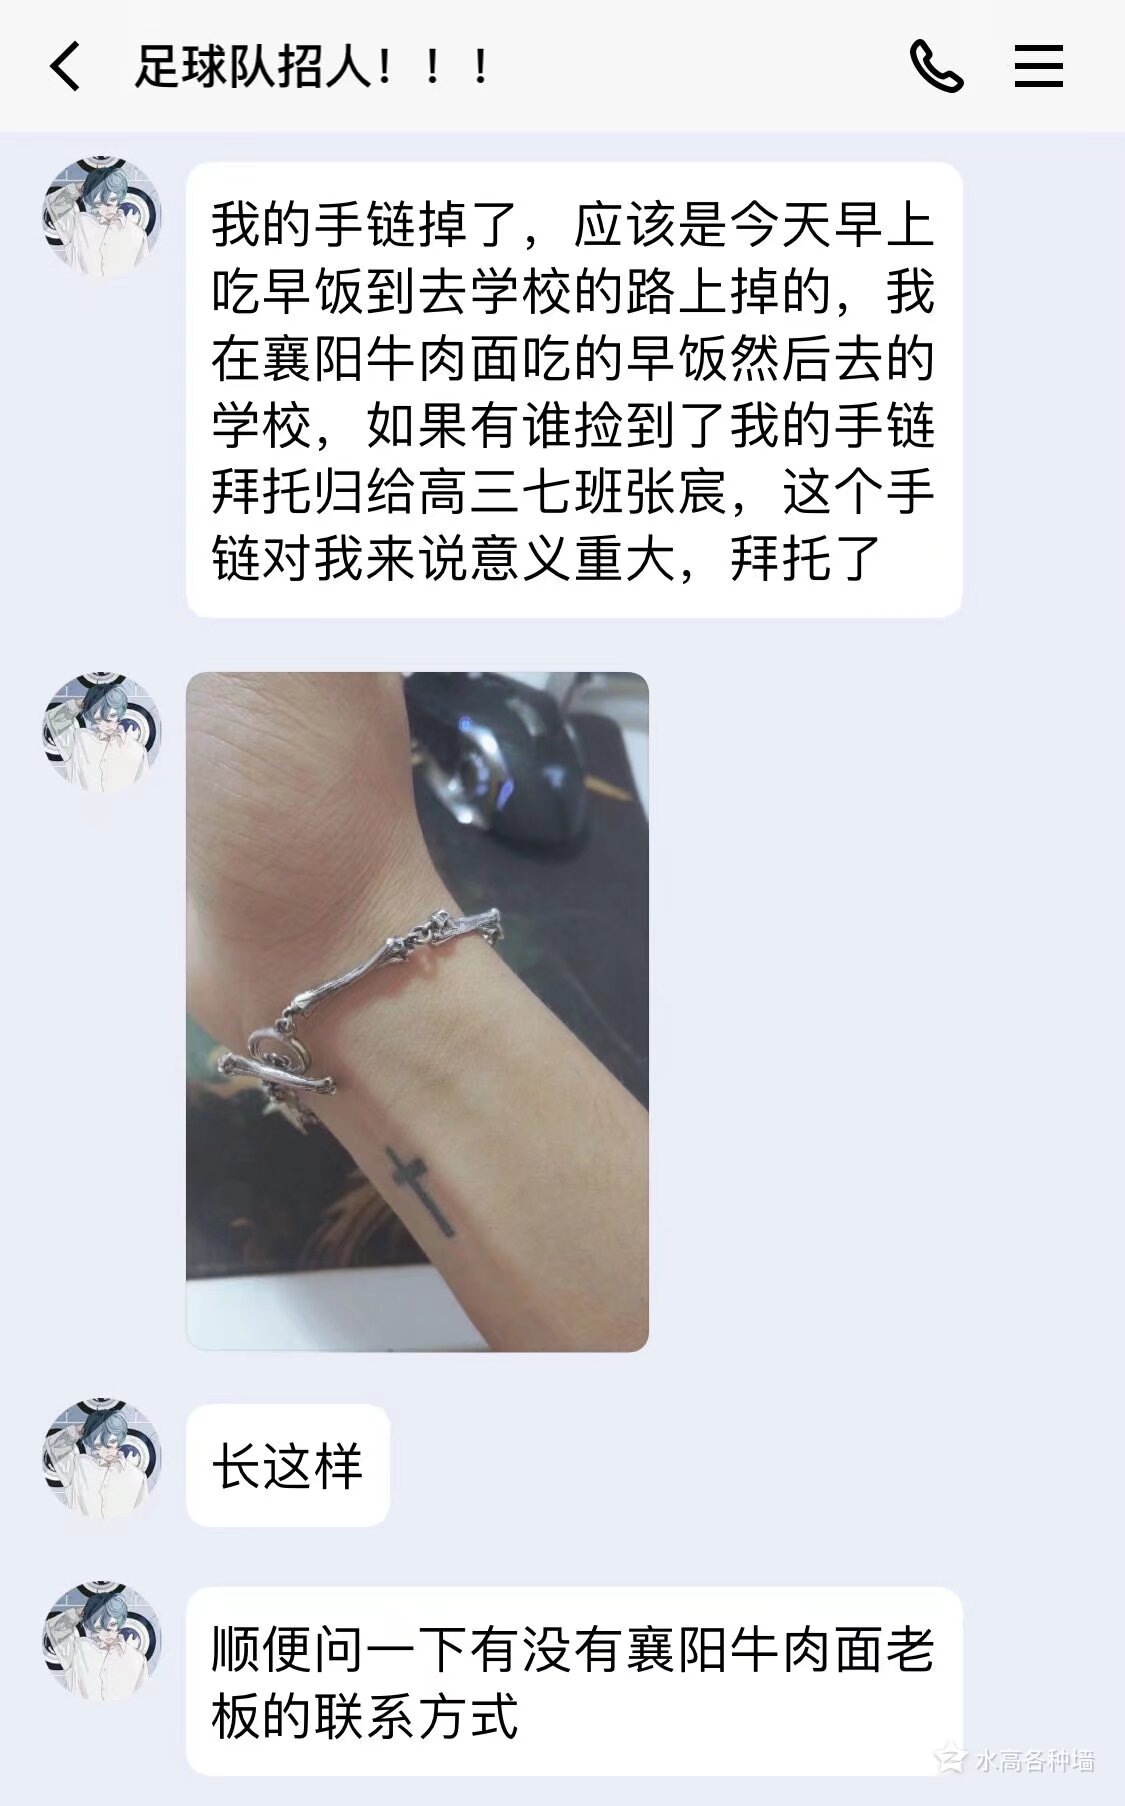 足球队招人！！！
我的手链掉了，应该是今天早上
吃早饭到去学校的路上掉的，我
在襄阳牛肉面吃的早饭然后去的
学校，如果有谁捡到了我的手链
拜托归给高三七班张宸，这个手
链对我来说意义重大，拜托了
长这样
顺便问一下有没有襄阳牛肉面老
板的联系方式
水高各种墙